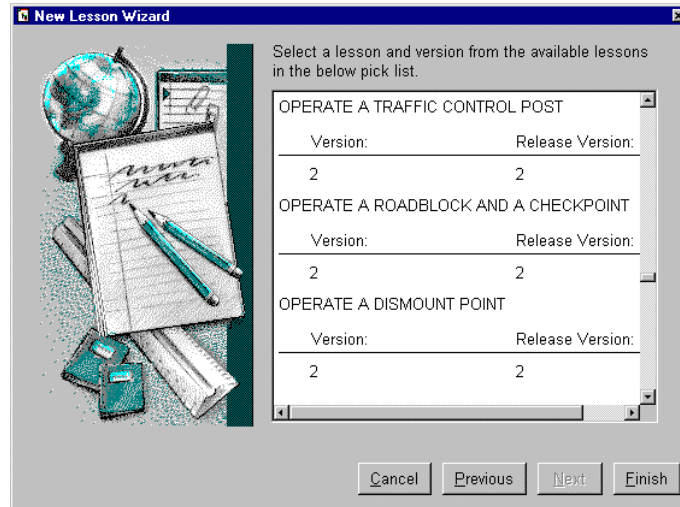 New Lesson Wizard
Select a lesson and version from the available lessons
in the below pick list.
OPERATE A TRAFFIC CONTROL POST
Version: Release Version:
2 2
OPERATE A ROADBLOCK AND A CHECKPOINT
Version: Release Version:
2 2
OPERATE A DISMOUNT POINT
Version: Release Version:
2 2
Cancel Previous Next Finish